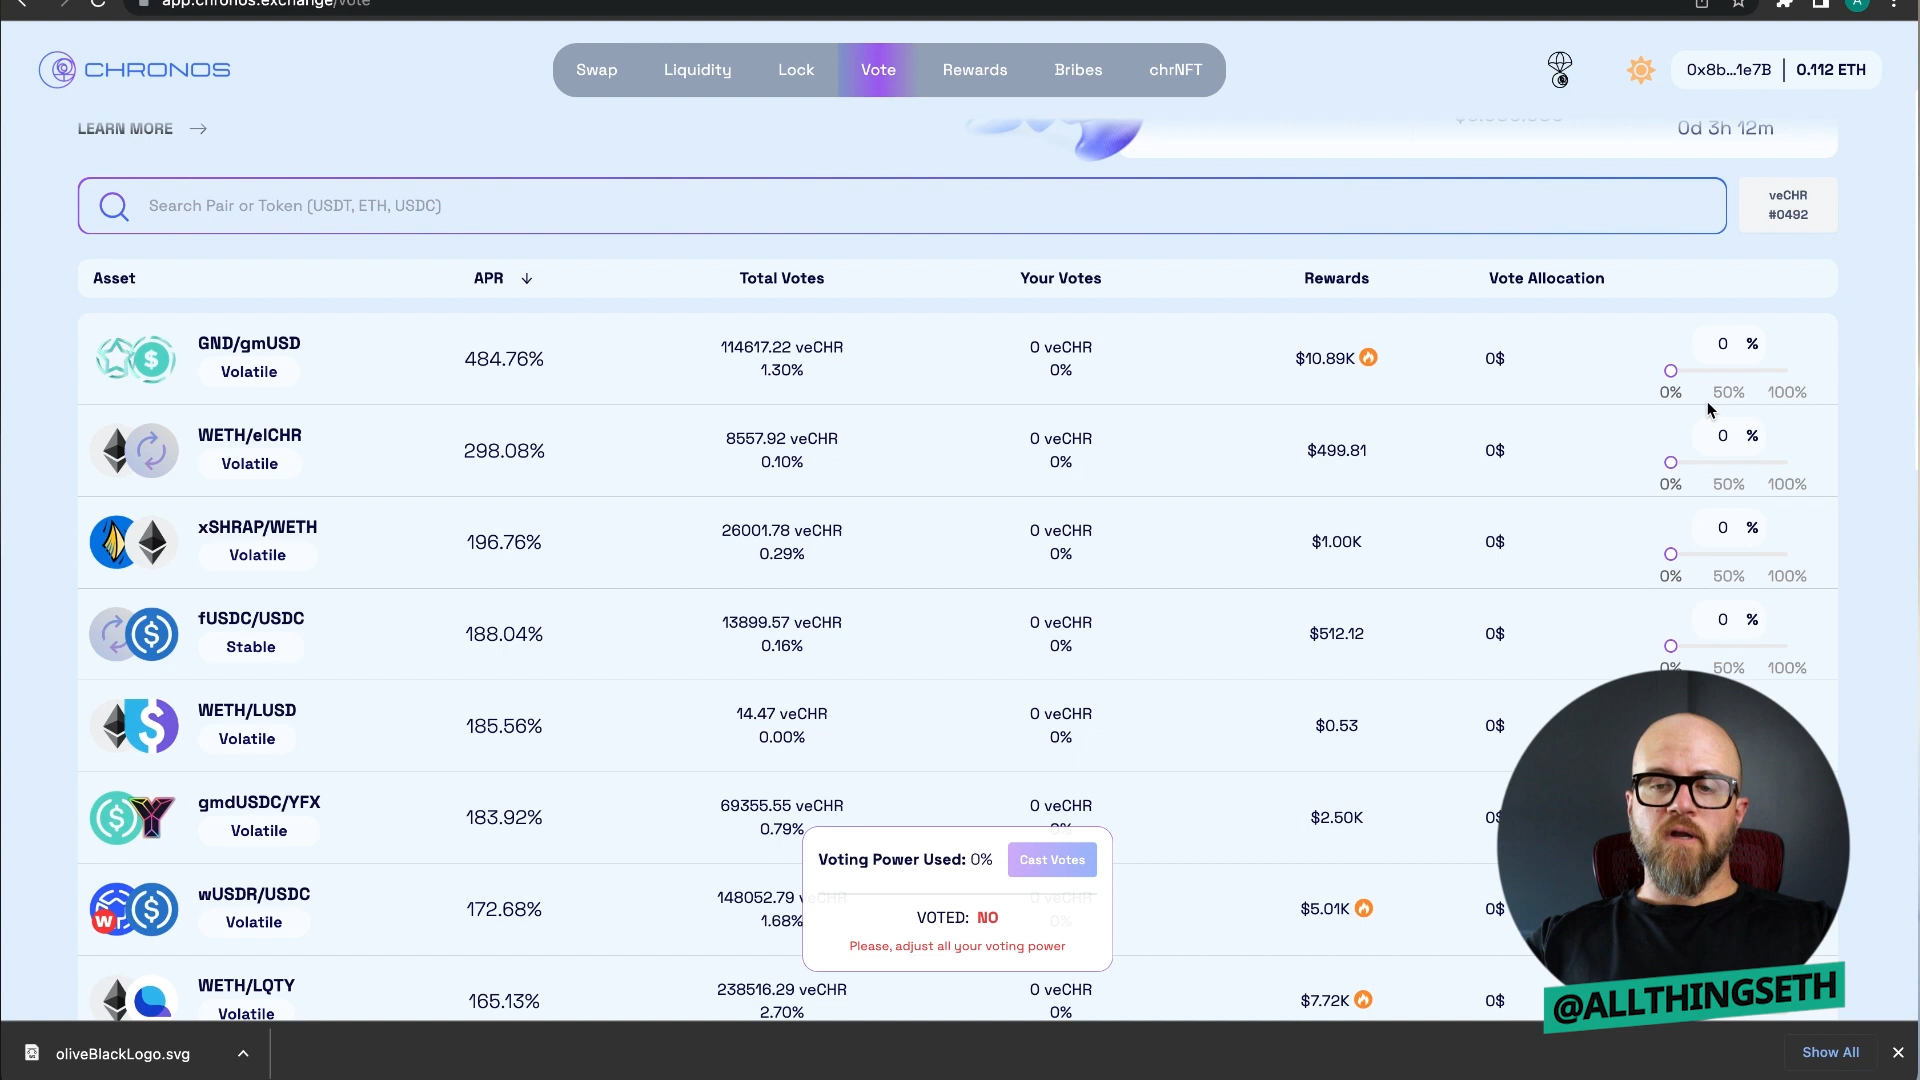 app.chronos.exchange/vote
A
CHRONOS
Swap
Liquidity
Lock
Vote
Rewards
Bribes
chrNFT
0x8b...1e7B | 0.112 ETH
LEARN MORE →
0d 3h 12m
Search Pair or Token (USDT, ETH, USDC)
veCHR
#0492
Asset
APR ↓
Total Votes
Your Votes
Rewards
Vote Allocation
GND/gmUSD
Volatile
484.76%
114617.22 veCHR
1.30%
0 veCHR
0%
$10.89K
0$
0 %
0% 50% 100%
WETH/elCHR
Volatile
298.08%
8557.92 veCHR
0.10%
0 veCHR
0%
$499.81
0$
0 %
0% 50% 100%
xSHRAP/WETH
Volatile
196.76%
26001.78 veCHR
0.29%
0 veCHR
0%
$1.00K
0$
0 %
0% 50% 100%
fUSDC/USDC
Stable
188.04%
13899.57 veCHR
0.16%
0 veCHR
0%
$512.12
0$
0 %
0% 50% 100%
WETH/LUSD
Volatile
185.56%
14.47 veCHR
0.00%
0 veCHR
0%
$0.53
0$
gmdUSDC/YFX
Volatile
183.92%
69355.55 veCHR
0.79%
0 veCHR
0%
$2.50K
0$
wUSDR/USDC
Volatile
172.68%
148052.79 veCHR
1.68%
0 veCHR
0%
$5.01K
0$
Voting Power Used: 0%
Cast Votes
VOTED: NO
Please, adjust all your voting power
WETH/LQTY
Volatile
165.13%
238516.29 veCHR
2.70%
0 veCHR
0%
$7.72K
0$
@ALLTHINGSETH
oliveBlackLogo.svg
Show All